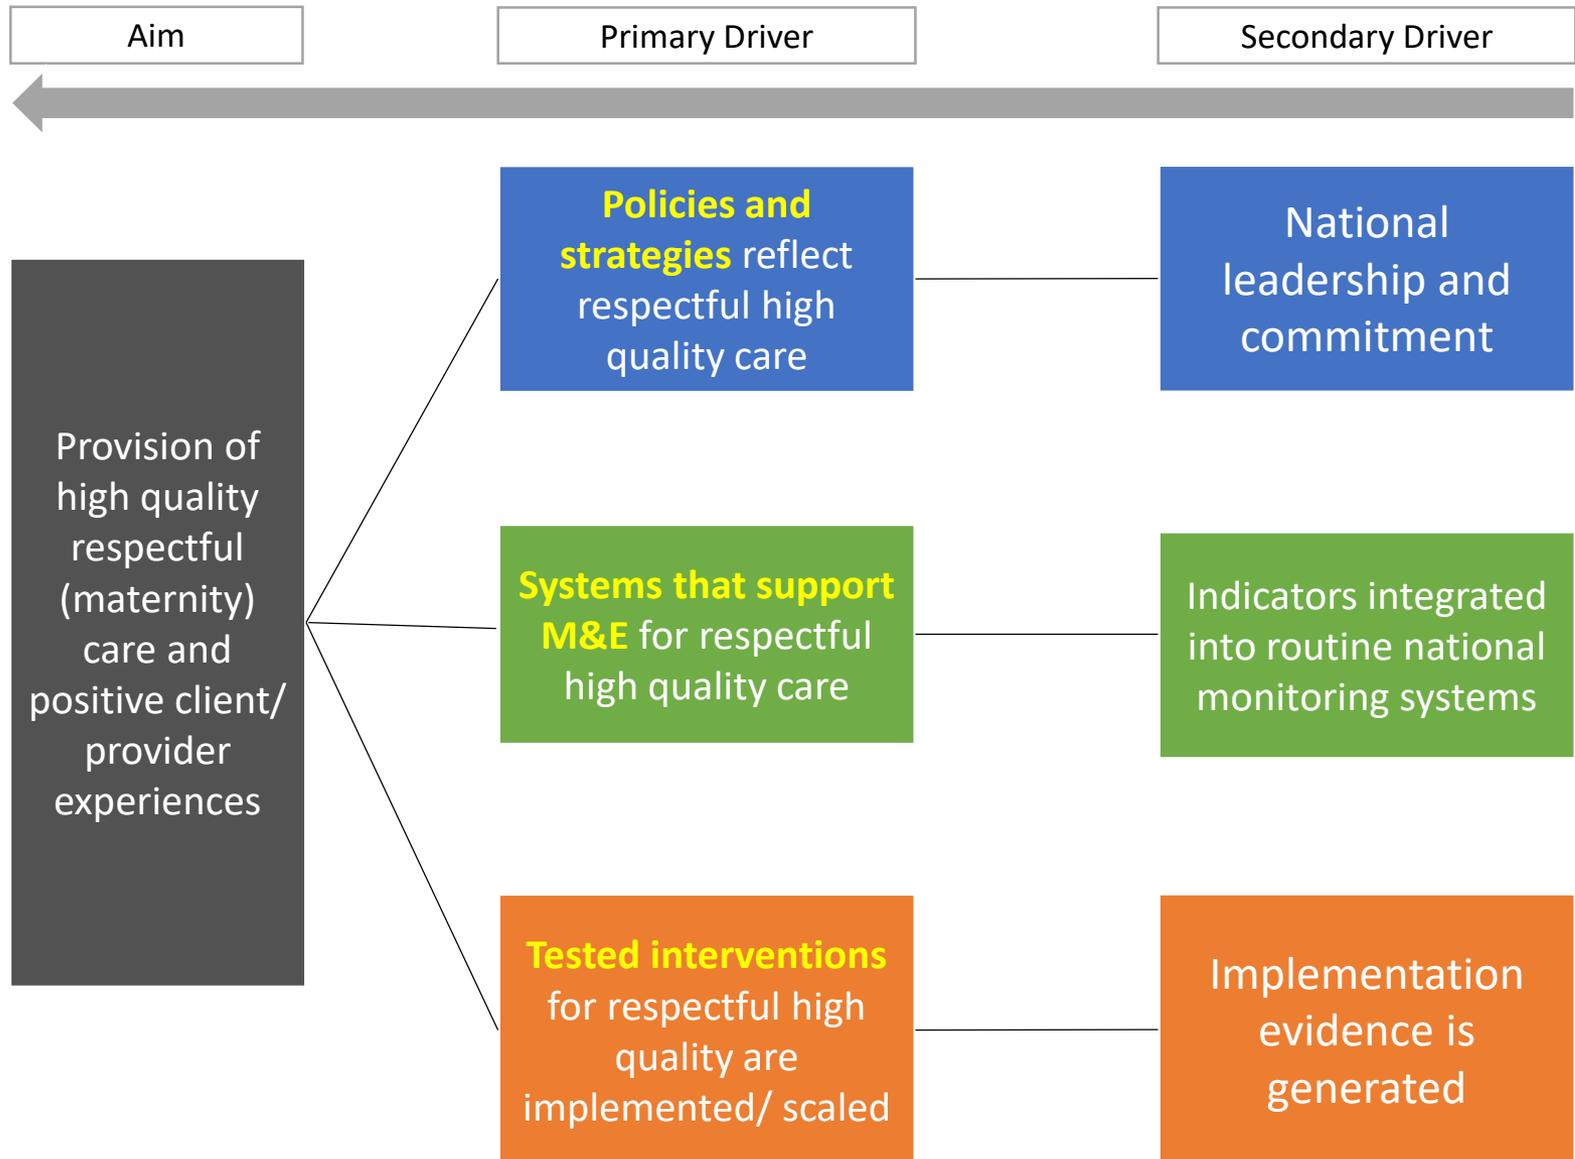 Aim
Primary Driver
Secondary Driver
Provision of
high quality
respectful
(maternity)
care and
positive client/
provider
experiences
Policies and
strategies reflect
respectful high
quality care
National
leadership and
commitment
Systems that support
M&E for respectful
high quality care
Indicators integrated
into routine national
monitoring systems
Tested interventions
for respectful high
quality are
implemented/ scaled
Implementation
evidence is
generated